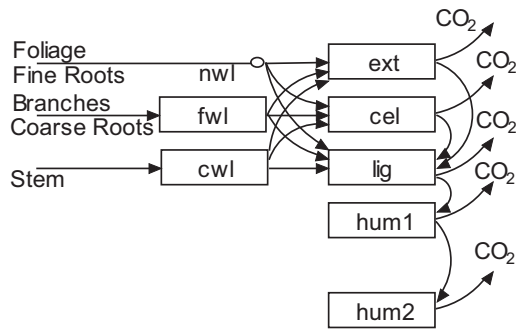 CO2
Foliage
nwl
ext
Fine Roots
CO2
Branches
fwl
cel
Coarse Roots
CO2
Stem
cwl
lig
CO2
hum1
CO2
hum2